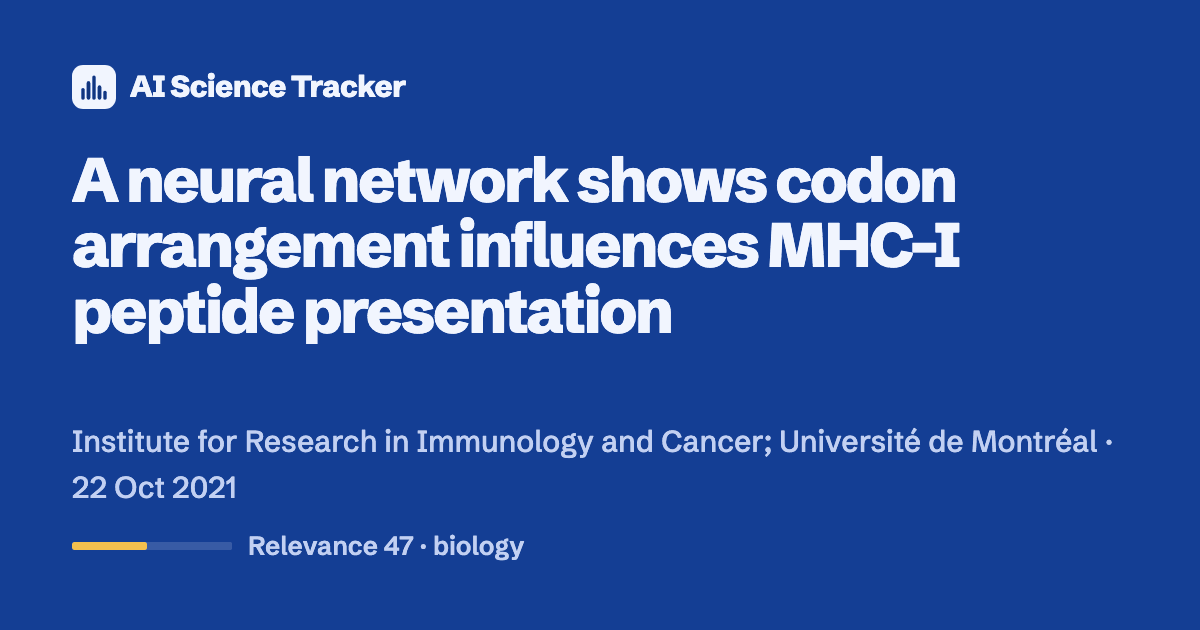 AI Science Tracker
A neural network shows codon
arrangement influences MHC-I
peptide presentation
Institute for Research in Immunology and Cancer; Université de Montréal ·
22 Oct 2021
Relevance 47 · biology